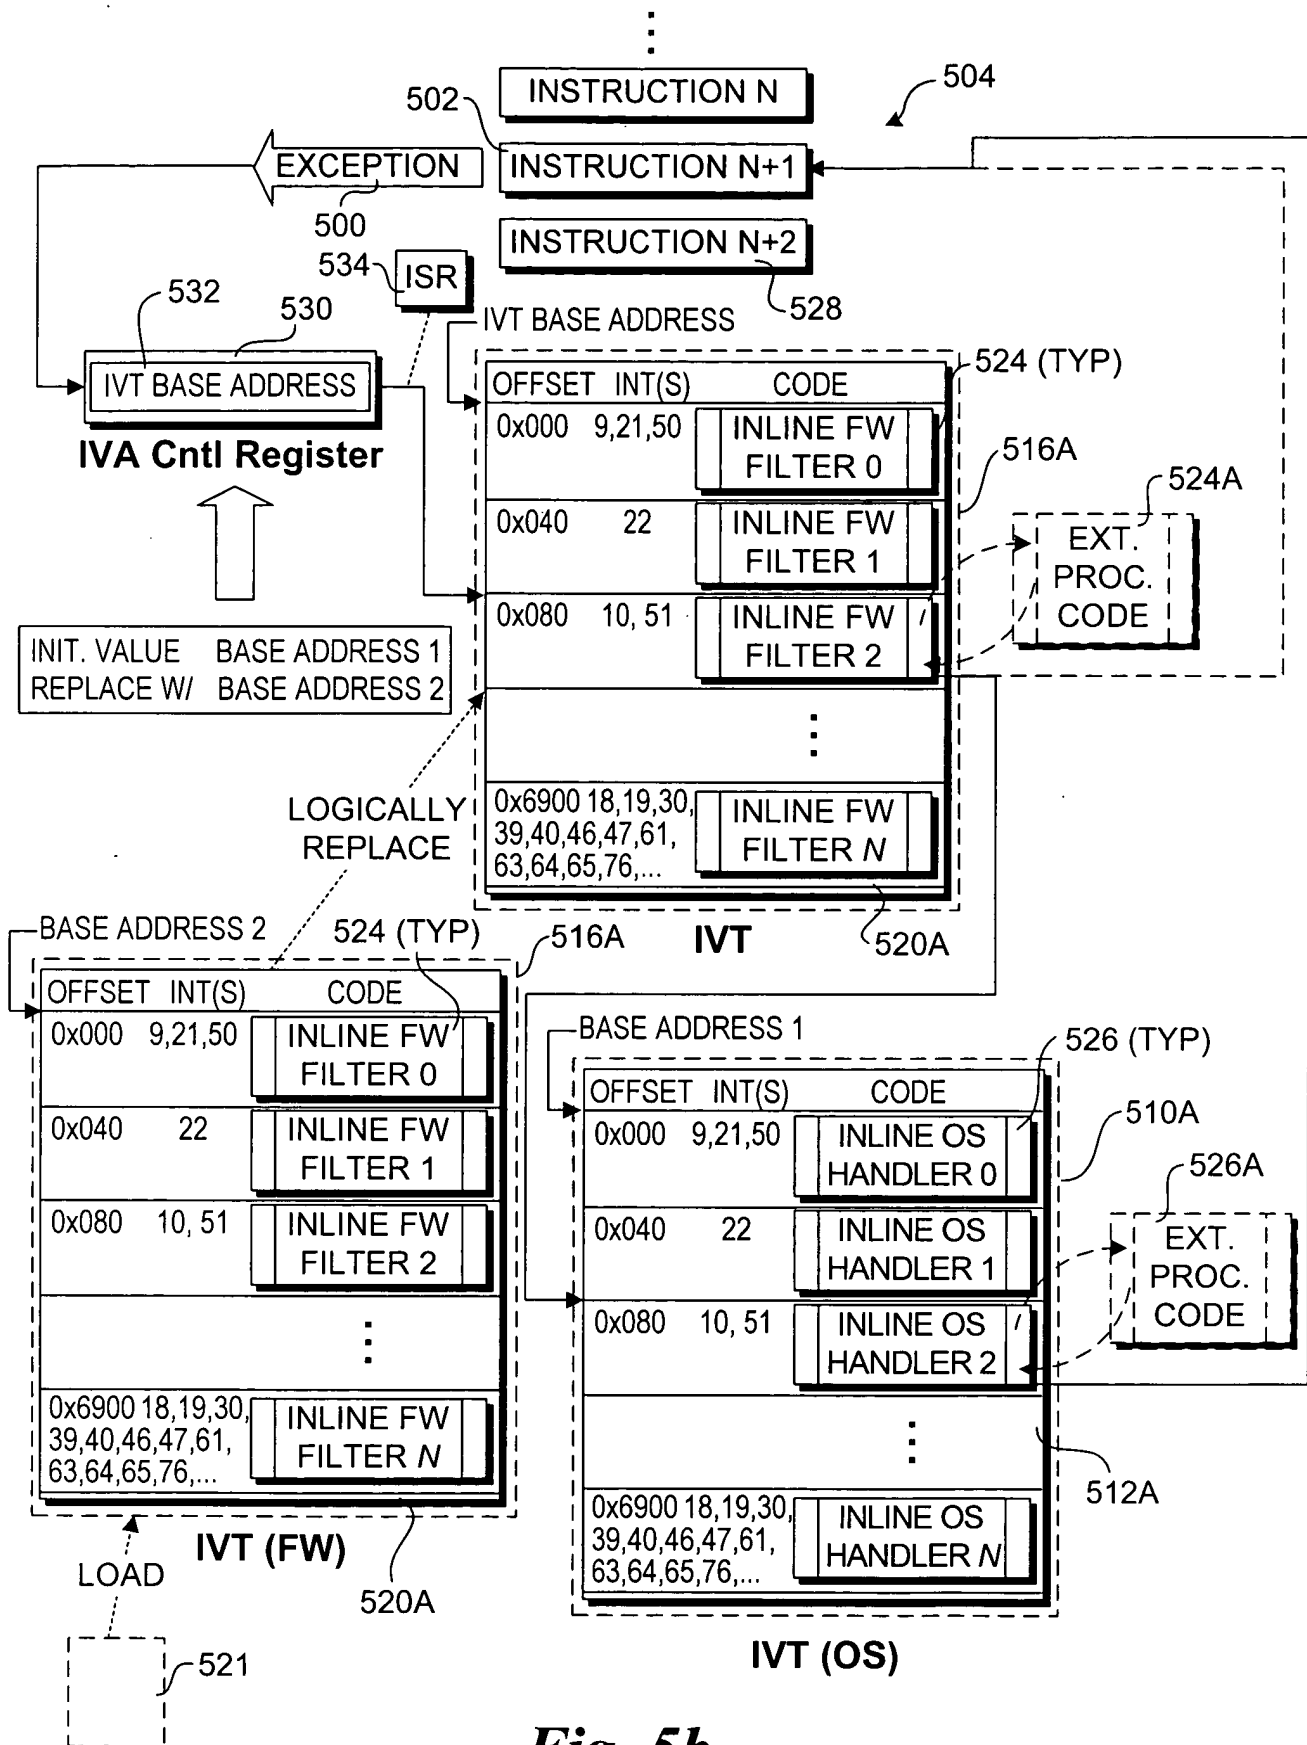 INSTRUCTION N
504
502
EXCEPTION
INSTRUCTION N+1
500
INSTRUCTION N+2
534
ISR
528
532
530
IVT BASE ADDRESS
IVT BASE ADDRESS
IVA Cntl Register
524 (TYP)
OFFSET INT(S) CODE
0x000 9,21,50 INLINE FW
FILTER 0
516A
524A
0x040 22 INLINE FW
FILTER 1
EXT.
PROC.
CODE
0x080 10, 51 INLINE FW
FILTER 2
INIT. VALUE BASE ADDRESS 1
REPLACE W/ BASE ADDRESS 2
LOGICALLY
REPLACE
0x6900 18,19,30,
39,40,46,47,61,
63,64,65,76,...
INLINE FW
FILTER N
IVT
520A
BASE ADDRESS 2
524 (TYP)
516A
OFFSET INT(S) CODE
0x000 9,21,50 INLINE FW
FILTER 0
0x040 22 INLINE FW
FILTER 1
0x080 10, 51 INLINE FW
FILTER 2
0x6900 18,19,30,
39,40,46,47,61,
63,64,65,76,...
INLINE FW
FILTER N
IVT (FW)
520A
LOAD
521
BASE ADDRESS 1
526 (TYP)
OFFSET INT(S) CODE
0x000 9,21,50 INLINE OS
HANDLER 0
510A
526A
0x040 22 INLINE OS
HANDLER 1
EXT.
PROC.
CODE
0x080 10, 51 INLINE OS
HANDLER 2
512A
0x6900 18,19,30,
39,40,46,47,61,
63,64,65,76,...
INLINE OS
HANDLER N
IVT (OS)
Fig. 5b